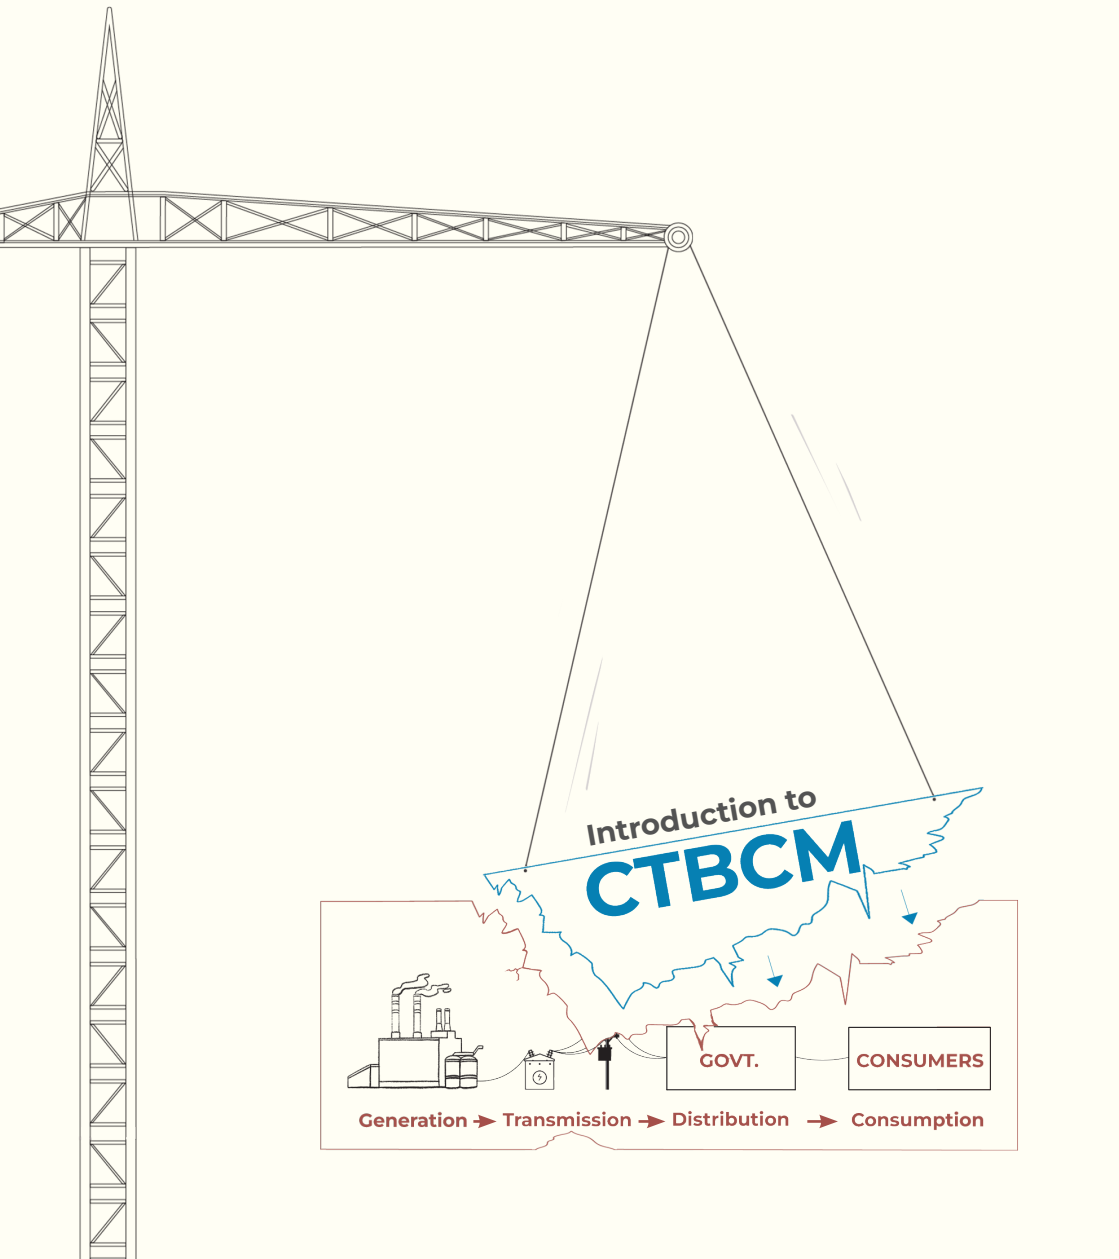 Introduction to
CTBCM
GOVT.
CONSUMERS
Generation Transmission Distribution Consumption